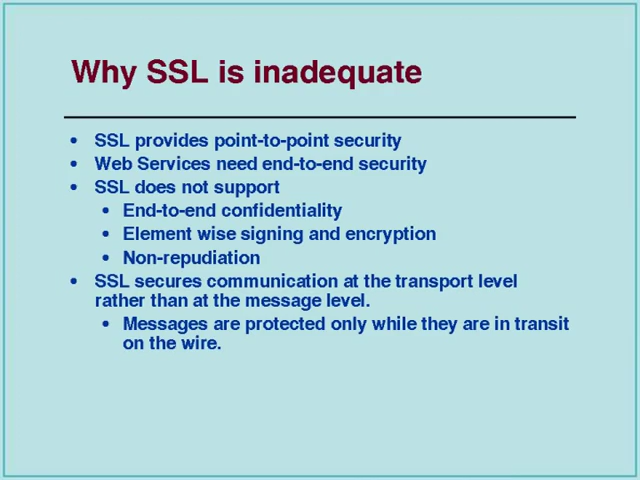 Why SSL is inadequate
• SSL provides point-to-point security
• Web Services need end-to-end security
• SSL does not support
• End-to-end confidentiality
• Element wise signing and encryption
• Non-repudiation
• SSL secures communication at the transport level
rather than at the message level.
• Messages are protected only while they are in transit
on the wire.